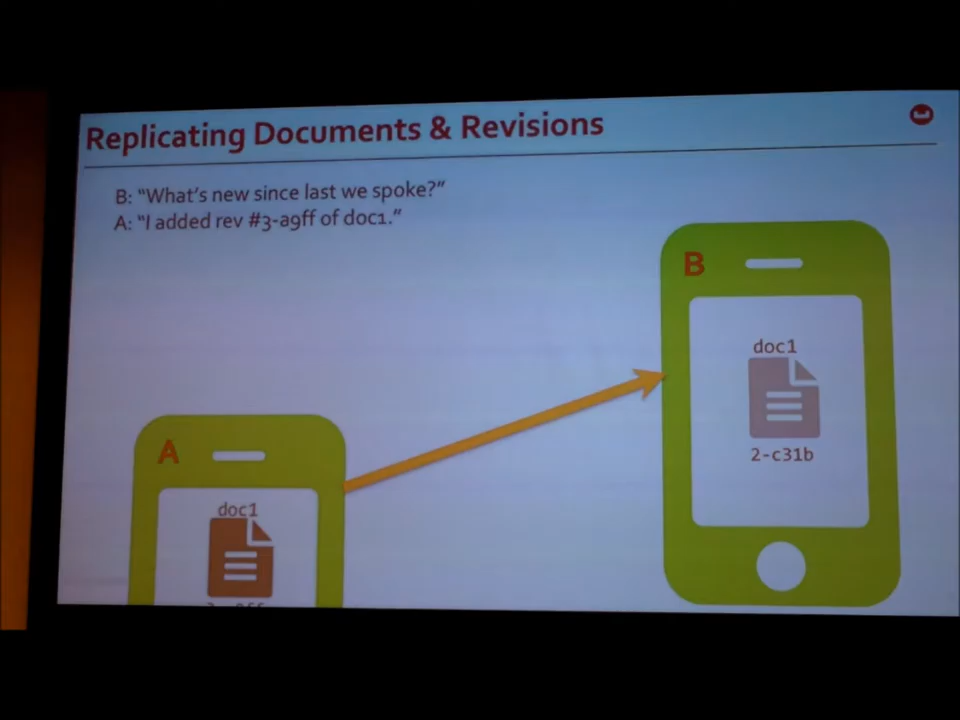 Replicating Documents & Revisions
B: “What's new since last we spoke?”
A: “I added rev #3-a9ff of doc1.”
B
doc1
2-c31b
A
doc1